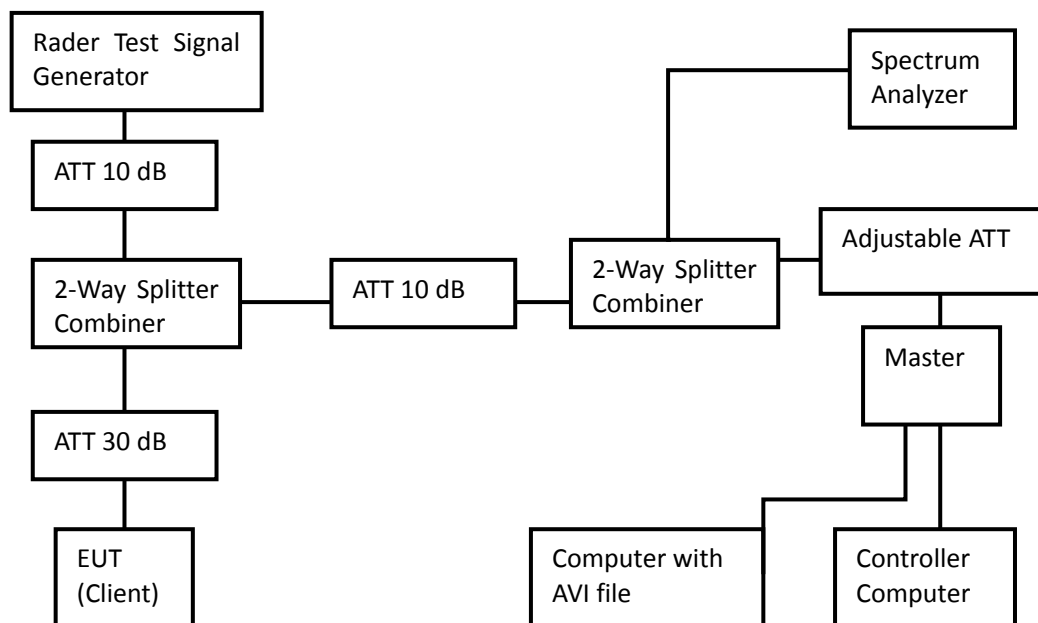 Rader Test Signal
Generator
Spectrum
Analyzer
ATT 10 dB
Adjustable ATT
2-Way Splitter
Combiner
ATT 10 dB
2-Way Splitter
Combiner
Master
ATT 30 dB
EUT
(Client)
Computer with
AVI file
Controller
Computer